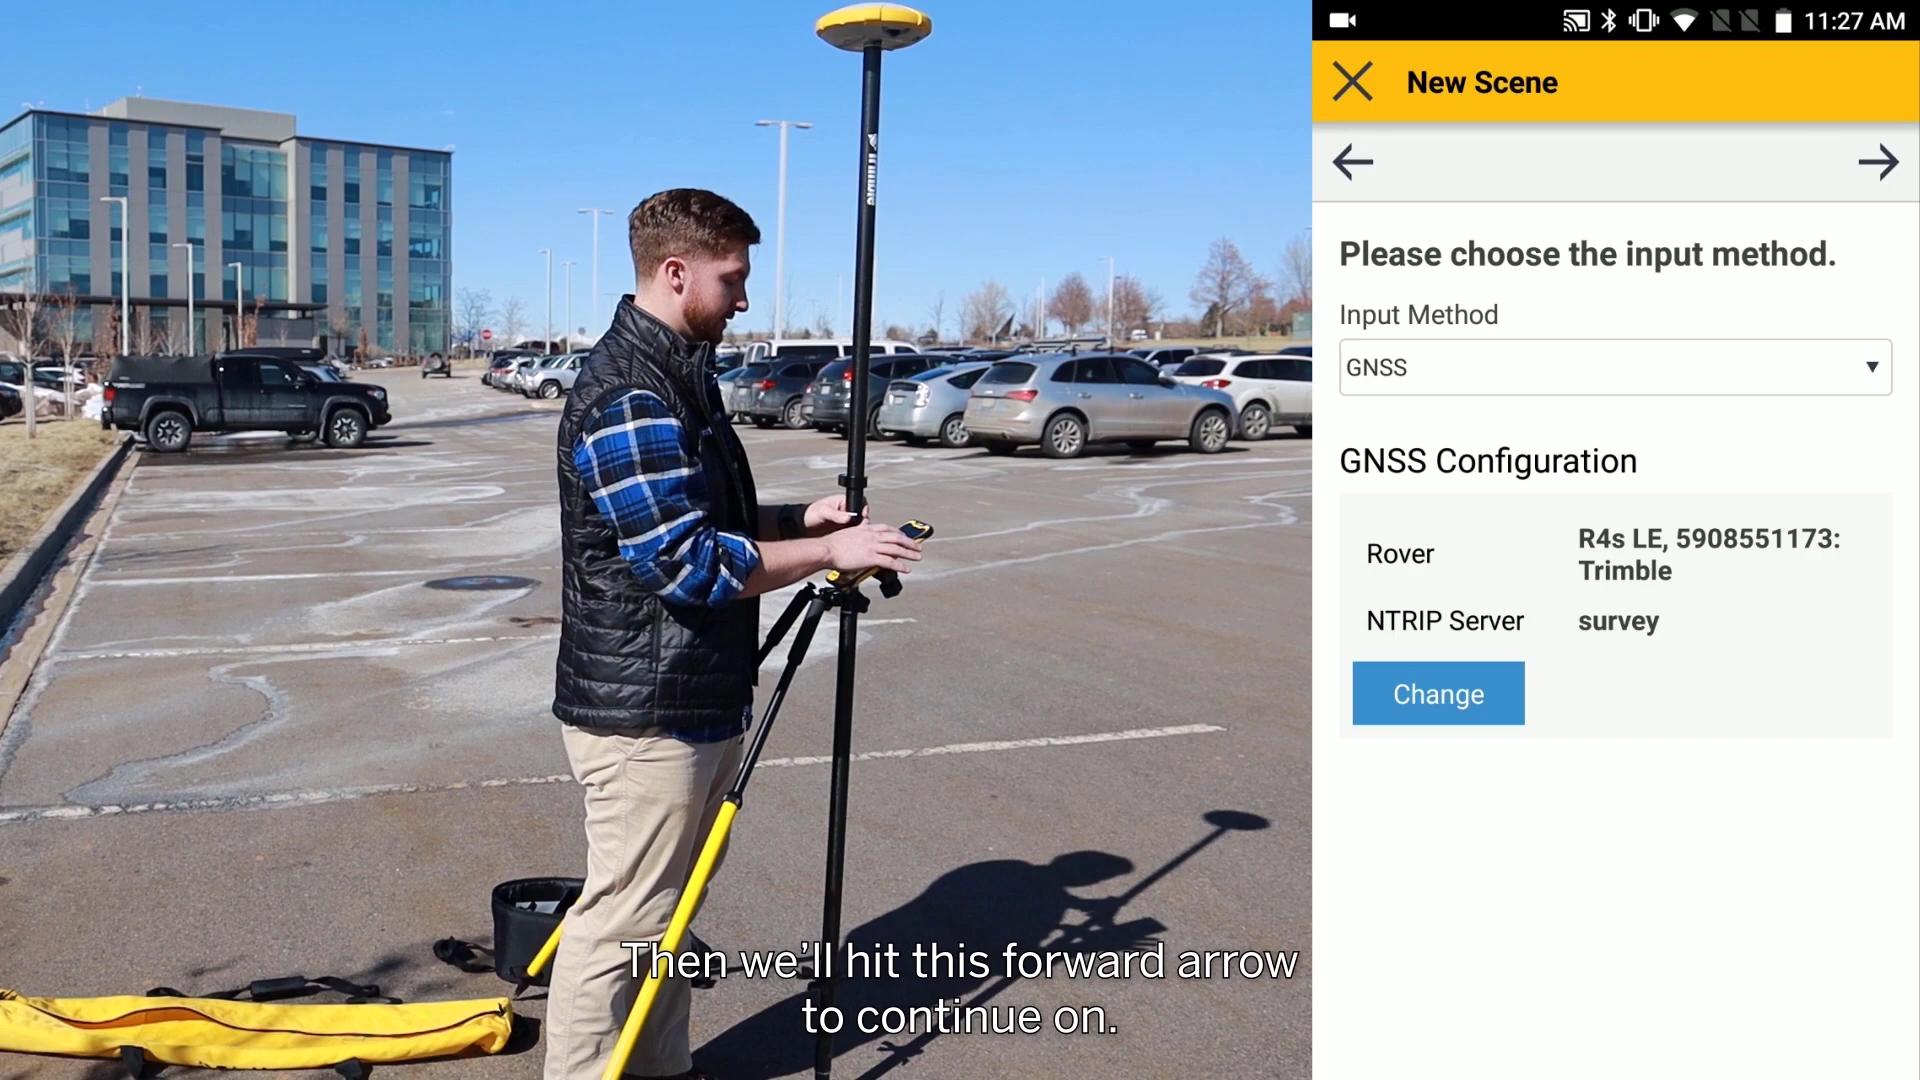 11:27 AM
New Scene
Please choose the input method.
Input Method
GNSS
GNSS Configuration
Rover
R4s LE, 5908551173:
Trimble
NTRIP Server
survey
Change
Trimble
Then we'll hit this forward arrow
to continue on.